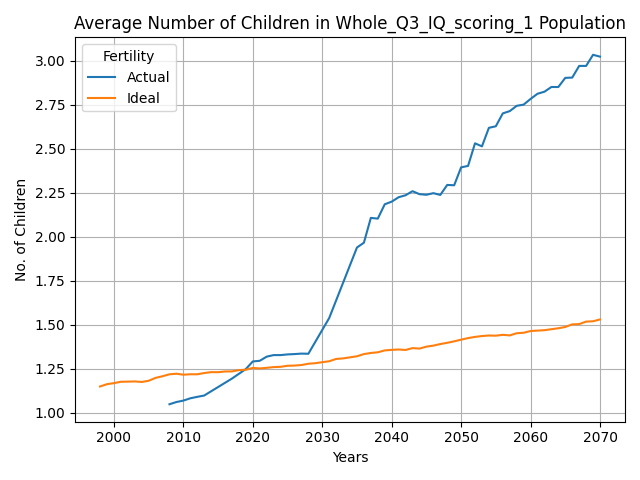 Average Number of Children in Whole_Q3_IQ_scoring_1 Population
Fertility
Actual
Ideal
No. of Children
3.00
2.75
2.50
2.25
2.00
1.75
1.50
1.25
1.00
2000 2010 2020 2030 2040 2050 2060 2070
Years